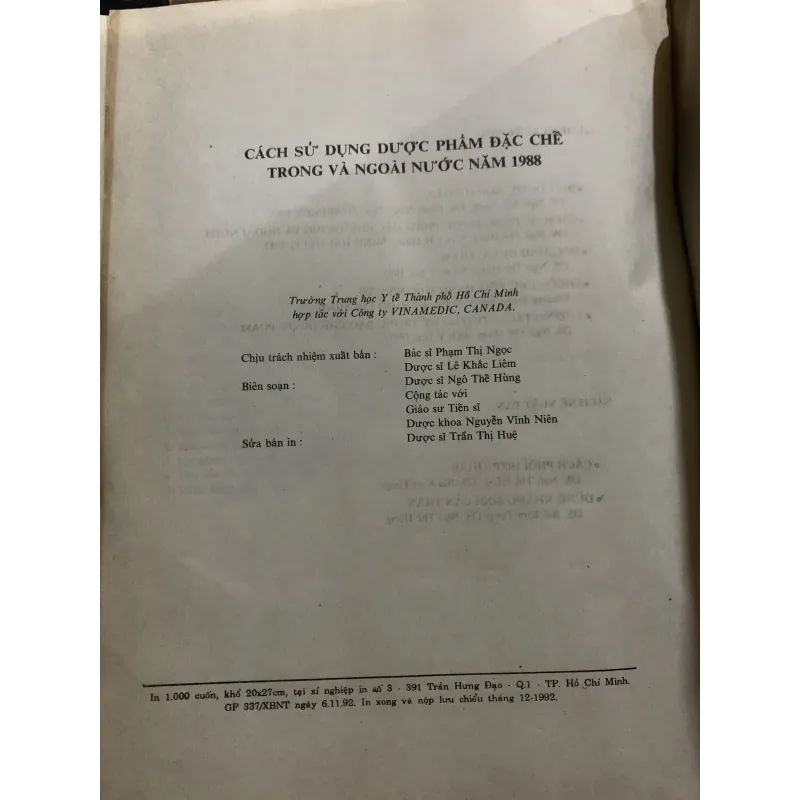 CÁCH SỬ DỤNG DƯỢC PHẨM ĐẶC CHẾ
TRONG VÀ NGOÀI NƯỚC NĂM 1988
Trường Trung học Y tế Thành phố Hồ Chí Minh
hợp tác với Công ty VINAMEDIC, CANADA.
Chịu trách nhiệm xuất bản : Bác sĩ Phạm Thị Ngọc
Dược sĩ Lê Khắc Liêm
Biên soạn : Dược sĩ Ngô Thế Hùng
Cộng tác với
Giáo sư Tiến sĩ
Dược khoa Nguyễn Vĩnh Niên
Sửa bản in : Dược sĩ Trần Thị Huệ
In 1.000 cuốn, khổ 20x27cm, tại xí nghiệp in số 3 - 391 Trần Hưng Đạo - Q.1 - TP. Hồ Chí Minh.
GP 337/XBNT ngày 6.11.92. In xong và nộp lưu chiểu tháng 12-1992.